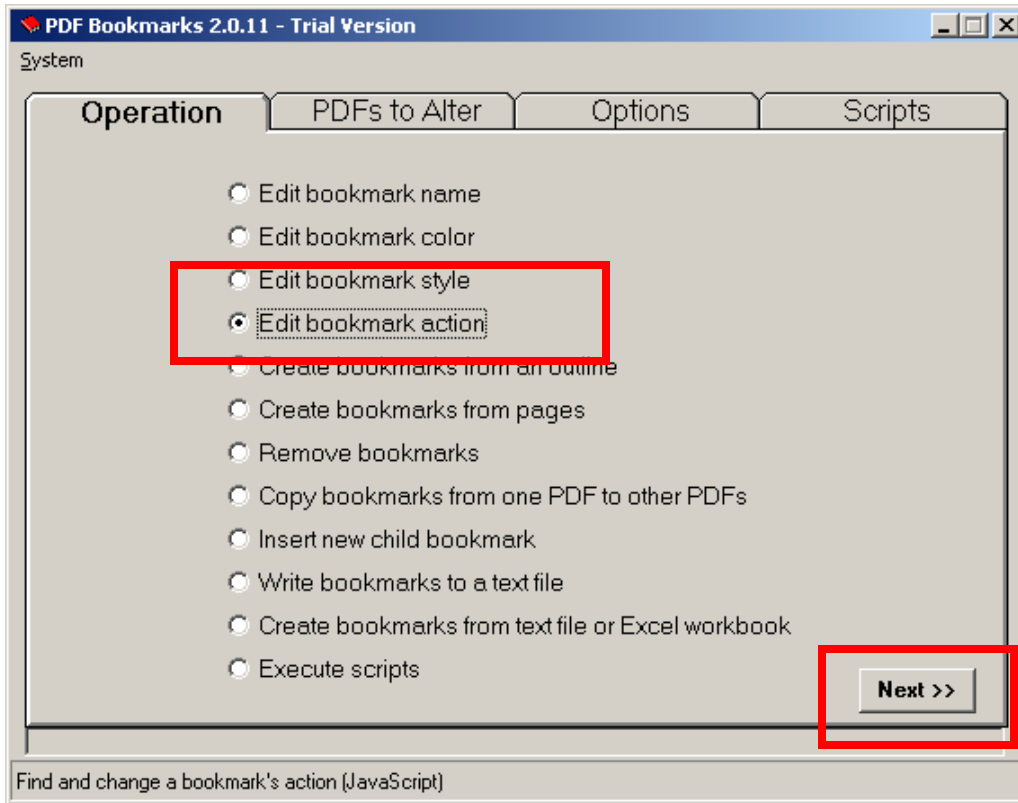 PDF Bookmarks 2.0.11 - Trial Version
System
Operation PDFs to Alter Options Scripts
Edit bookmark name
Edit bookmark color
Edit bookmark style
Edit bookmark action
Create bookmarks from an outline
Create bookmarks from pages
Remove bookmarks
Copy bookmarks from one PDF to other PDFs
Insert new child bookmark
Write bookmarks to a text file
Create bookmarks from text file or Excel workbook
Execute scripts
Next >>
Find and change a bookmark's action (JavaScript)